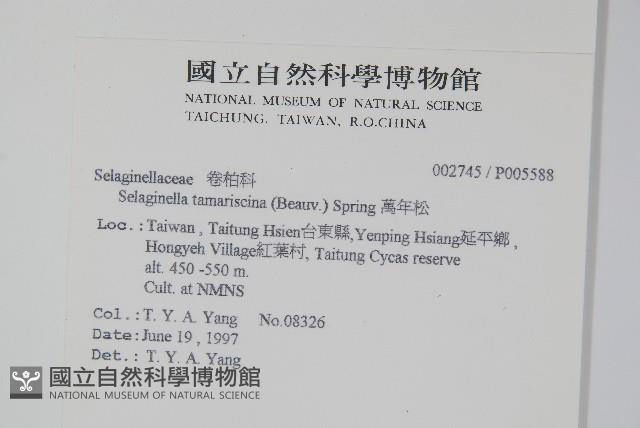 國立自然科學博物館
NATIONAL MUSEUM OF NATURAL SCIENCE
TAICHUNG, TAIWAN, R.O.CHINA
002745 / P005588
Selaginellaceae 卷柏科
Selaginella tamariscina (Beauv.) Spring 萬年松
Loc.:Taiwan , Taitung Hsien台東縣,Yenping Hsiang延平鄉 ,
Hongyeh Village紅葉村, Taitung Cycas reserve
alt. 450 -550 m.
Cult. at NMNS
Col.:T. Y. A. Yang No.08326
Date:June 19 , 1997
Det.: T. Y. A. Yang
國立自然科學博物館
NATIONAL MUSEUM OF NATURAL SCIENCE